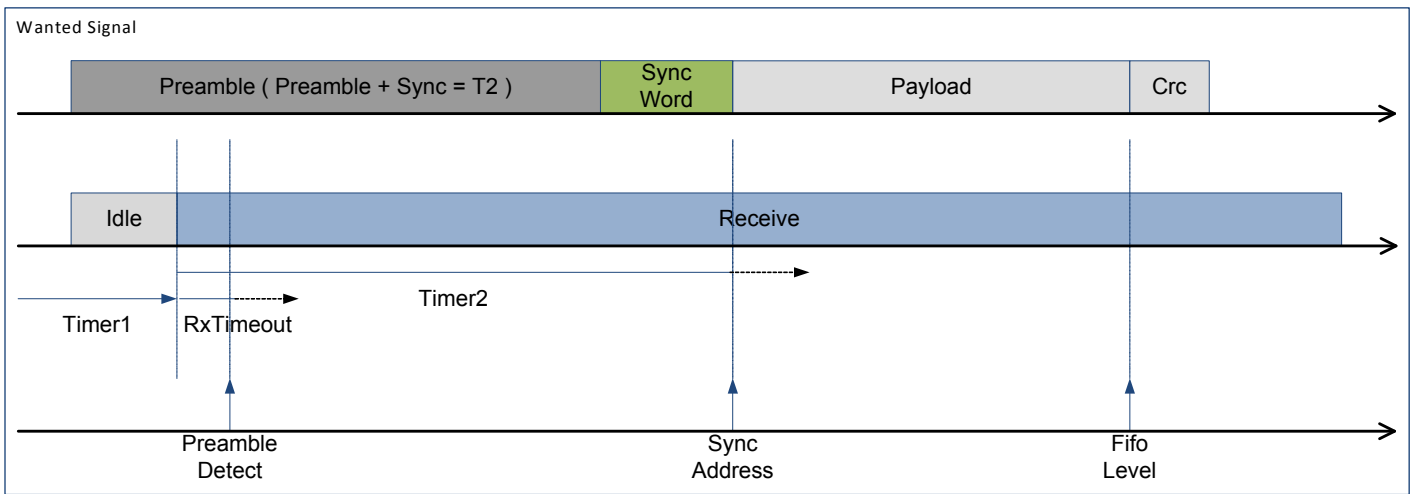 Wanted Signal
Preamble ( Preamble + Sync = T2 )
Sync
Word
Payload
Crc
Idle
Receive
Timer2
Timer1
RxTimeout
Preamble
Detect
Sync
Address
Fifo
Level